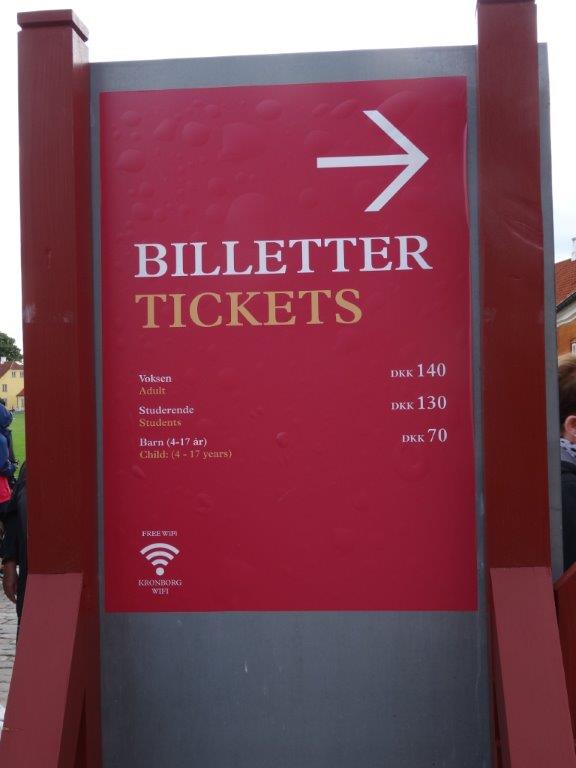 BILLETTER
TICKETS
Voksen DKK 140
Adult
Studerende DKK 130
Students
Barn (4-17 år) DKK 70
Child: (4 - 17 years)
FREE WiFi
KRONBORG
WIFI